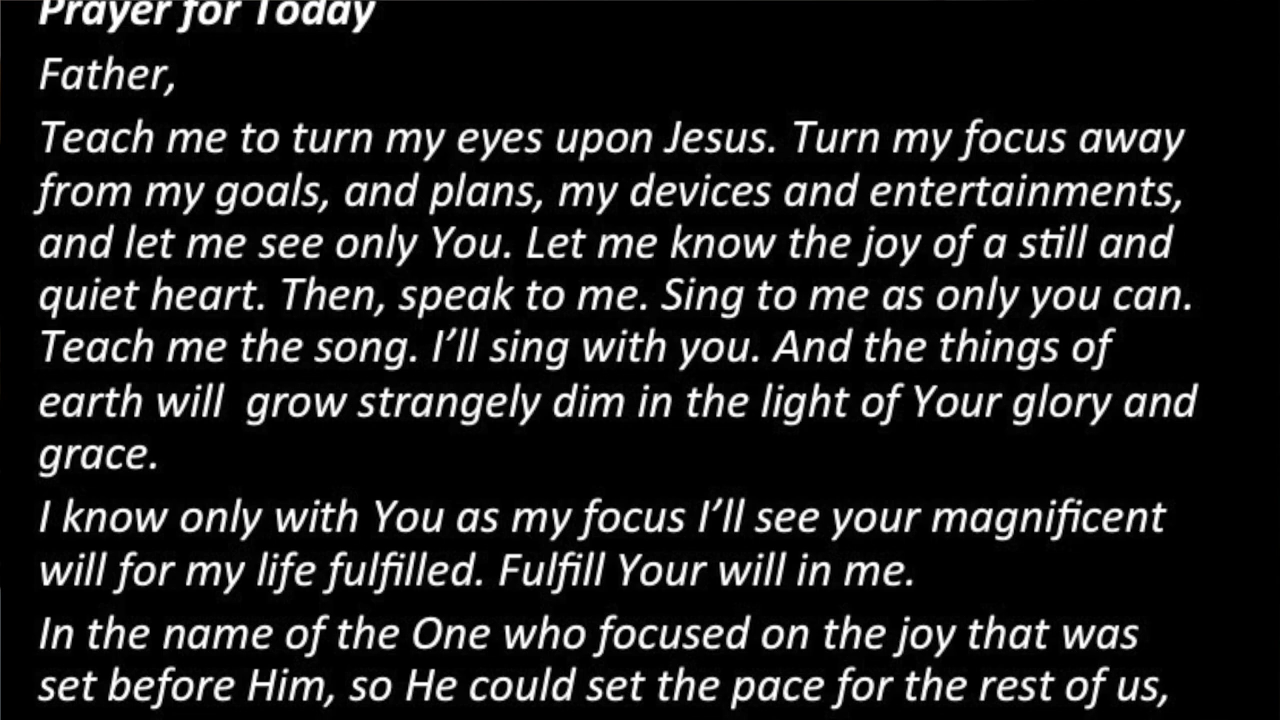 Prayer for Today
Father,
Teach me to turn my eyes upon Jesus. Turn my focus away
from my goals, and plans, my devices and entertainments,
and let me see only You. Let me know the joy of a still and
quiet heart. Then, speak to me. Sing to me as only you can.
Teach me the song. I’ll sing with you. And the things of
earth will  grow strangely dim in the light of Your glory and
grace.
I know only with You as my focus I’ll see your magnificent
will for my life fulfilled. Fulfill Your will in me.
In the name of the One who focused on the joy that was
set before Him, so He could set the pace for the rest of us,